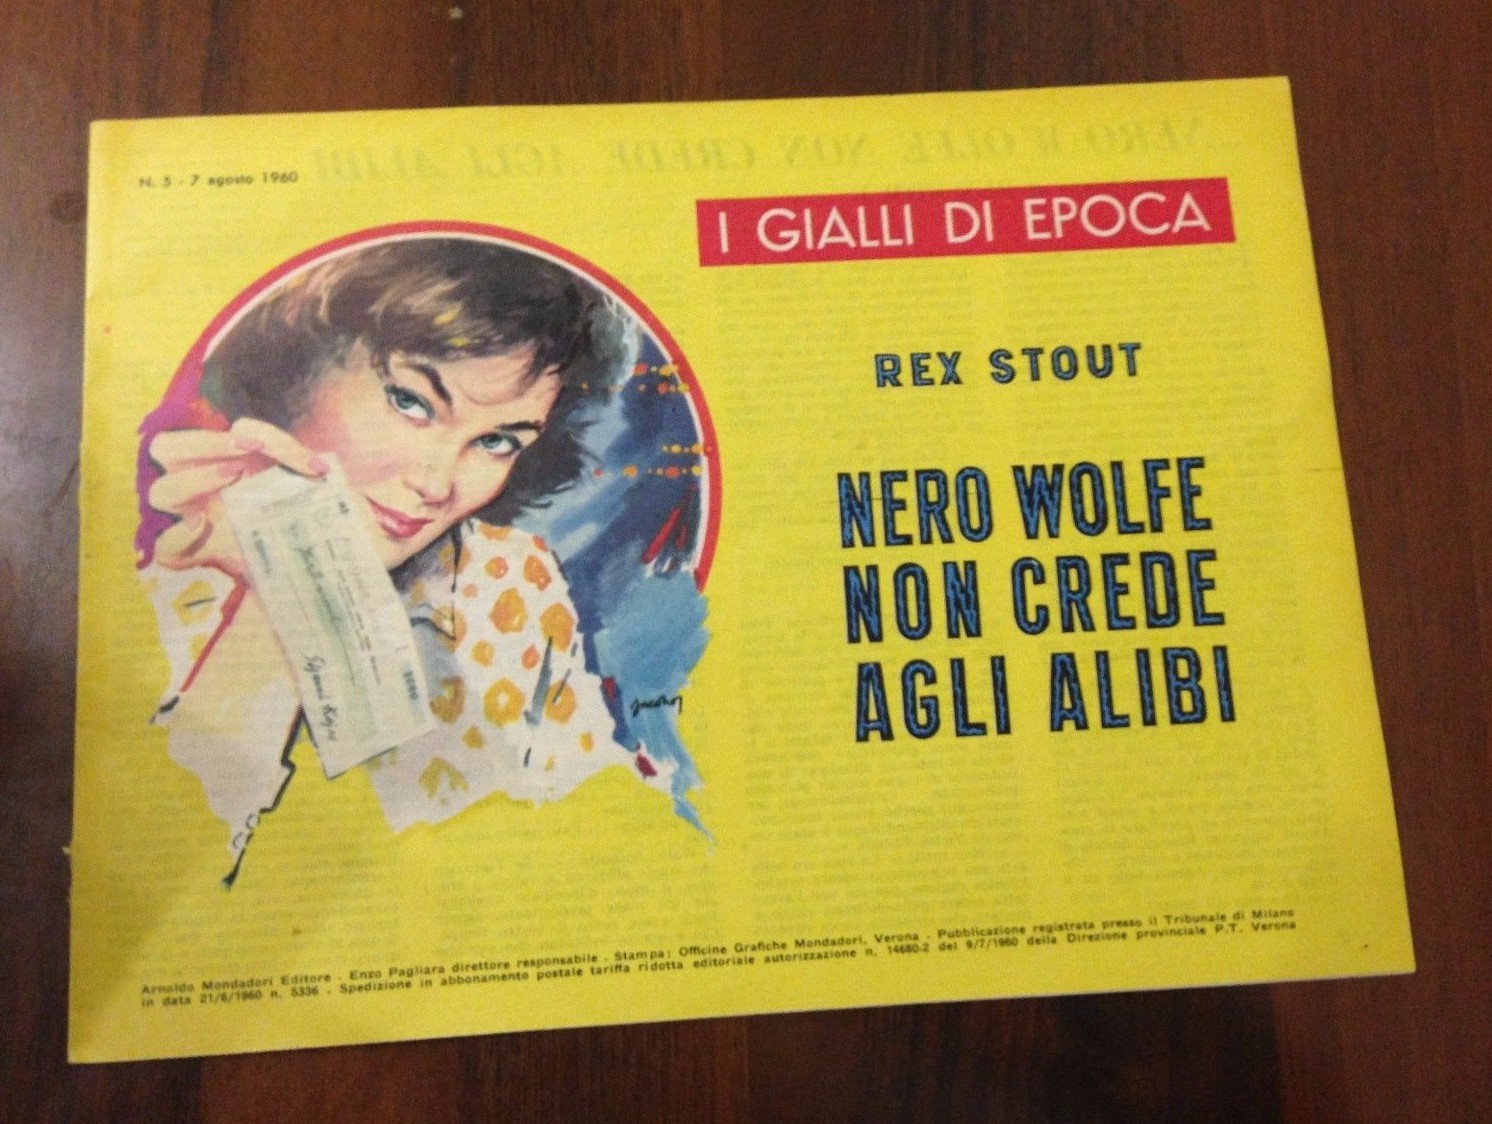 N. 5 - 7 agosto 1960
I GIALLI DI EPOCA
REX STOUT
NERO WOLFE
NON CREDE
AGLI ALIBI
Arnoldo Mondadori Editore - Enzo Pagliara direttore responsabile - Stampa: Officine Grafiche Mondadori, Verona - Pubblicazione registrata presso il Tribunale di Milano
in data 21/6/1960 n. 5336 - Spedizione in abbonamento postale tariffa ridotta editoriale autorizzazione n. 14680-2 del 9/7/1960 della Direzione provinciale P.T. Verona